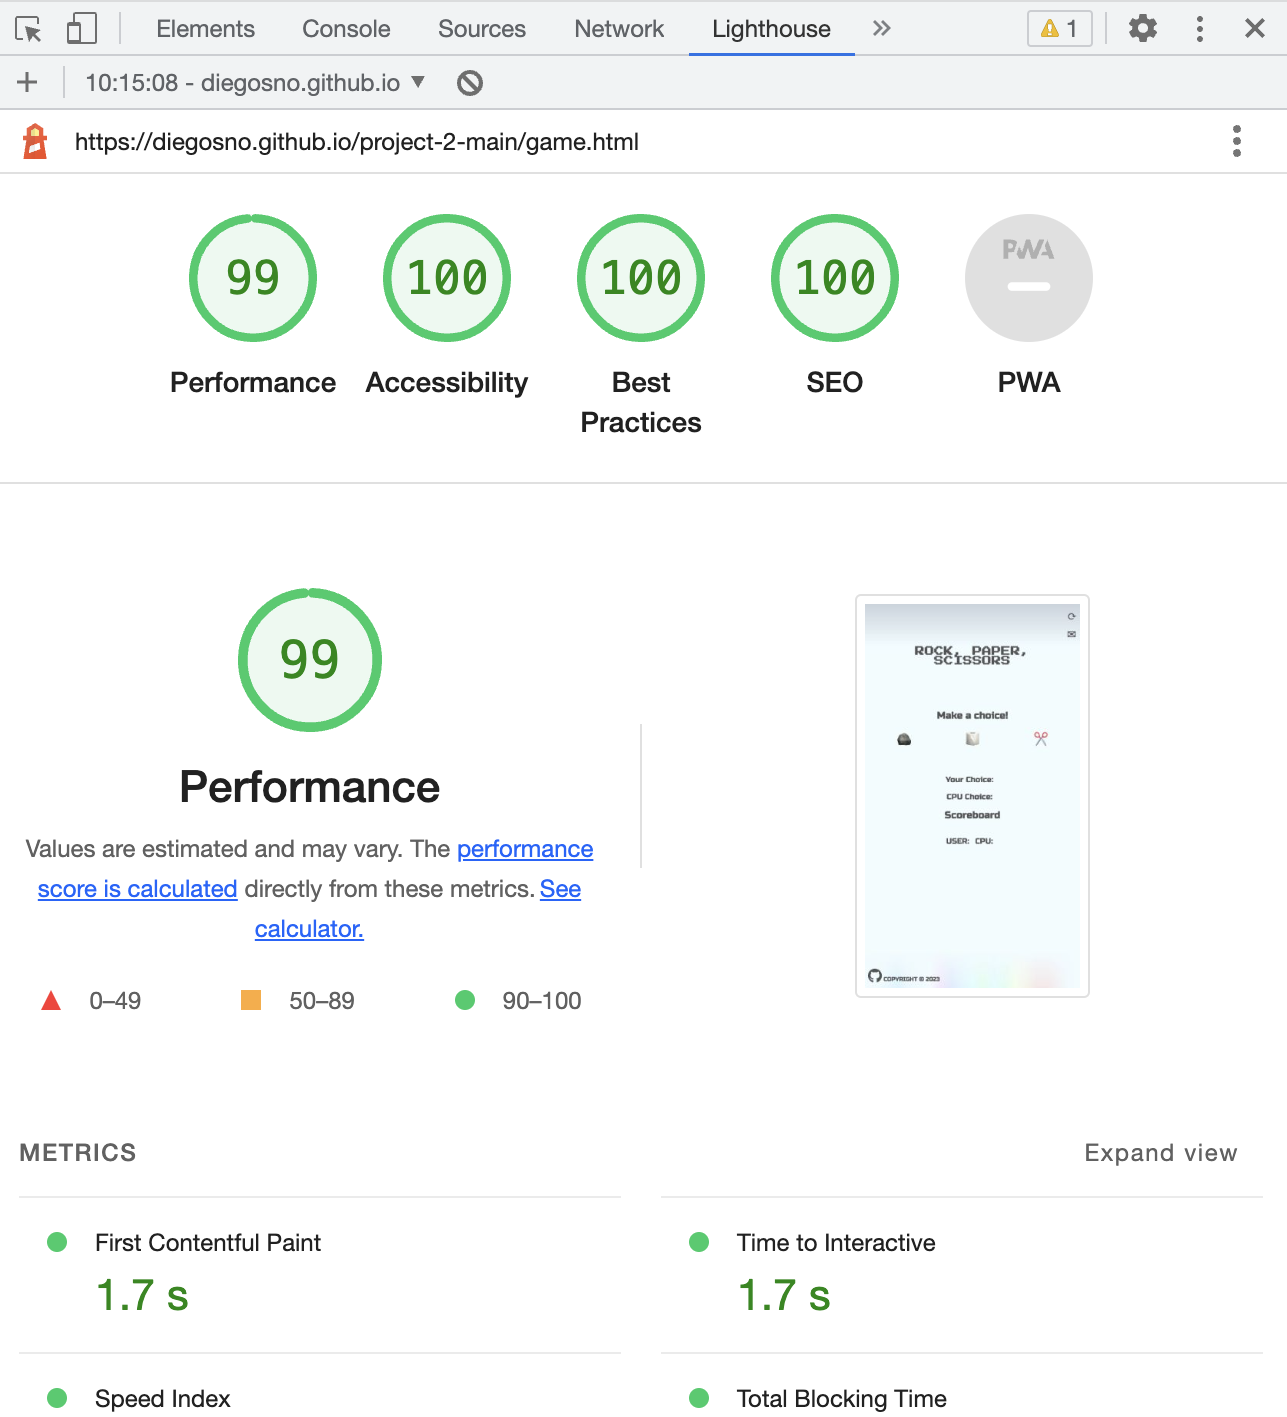 Elements Console Sources Network Lighthouse » 1
10:15:08 - diegosno.github.io
https://diegosno.github.io/project-2-main/game.html
99 100 100 100 PWA
Performance Accessibility Best Practices SEO PWA
99
Performance
Values are estimated and may vary. The performance
score is calculated directly from these metrics. See
calculator.
0–49 50–89 90–100
ROCK, PAPER,
SCISSORS
Make a choice!
Your Choice:
CPU Choice:
Scoreboard
USER: CPU:
COPYRIGHT © 2023
METRICS Expand view
First Contentful Paint Time to Interactive
1.7 s 1.7 s
Speed Index Total Blocking Time